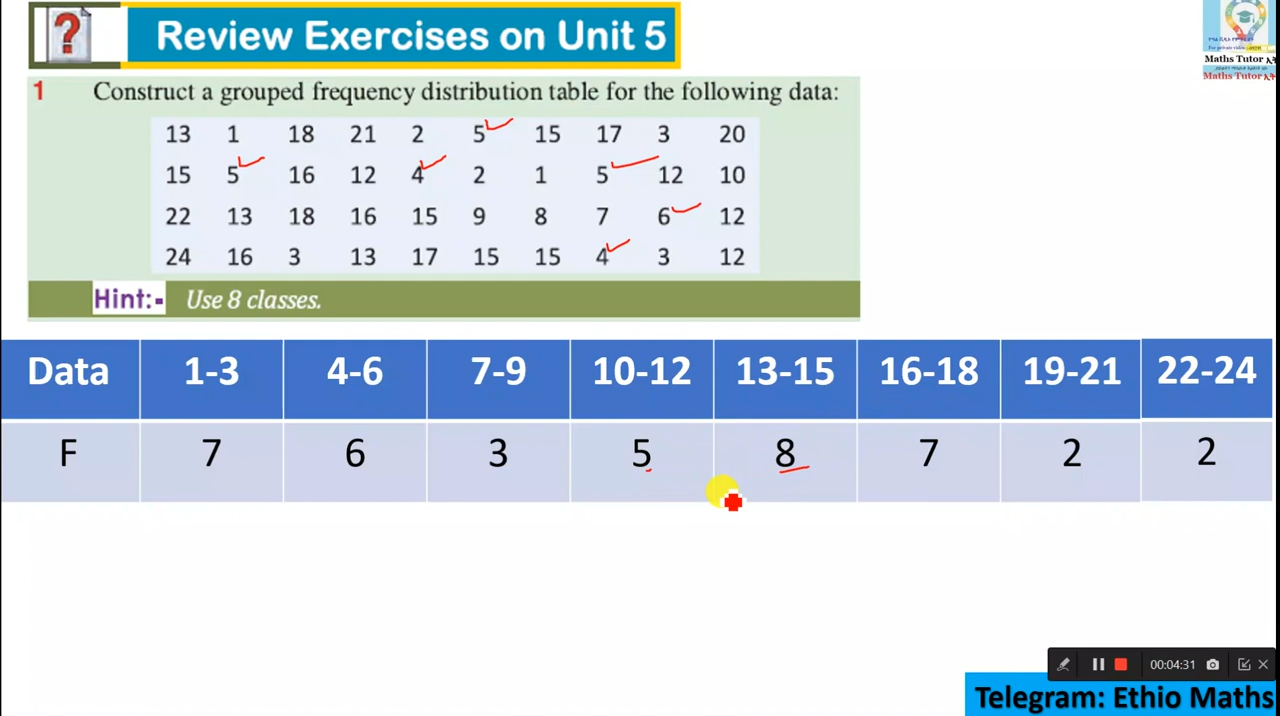 Review Exercises on Unit 5
1 Construct a grouped frequency distribution table for the following data:
13 1 18 21 2 5 15 17 3 20
15 5 16 12 4 2 1 5 12 10
22 13 18 16 15 9 8 7 6 12
24 16 3 13 17 15 15 4 3 12
Hint:- Use 8 classes.
Data 1-3 4-6 7-9 10-12 13-15 16-18 19-21 22-24
F 7 6 3 5 8 7 2 2
Maths Tutor
Maths Tutor
00:04:31
Telegram: Ethio Maths